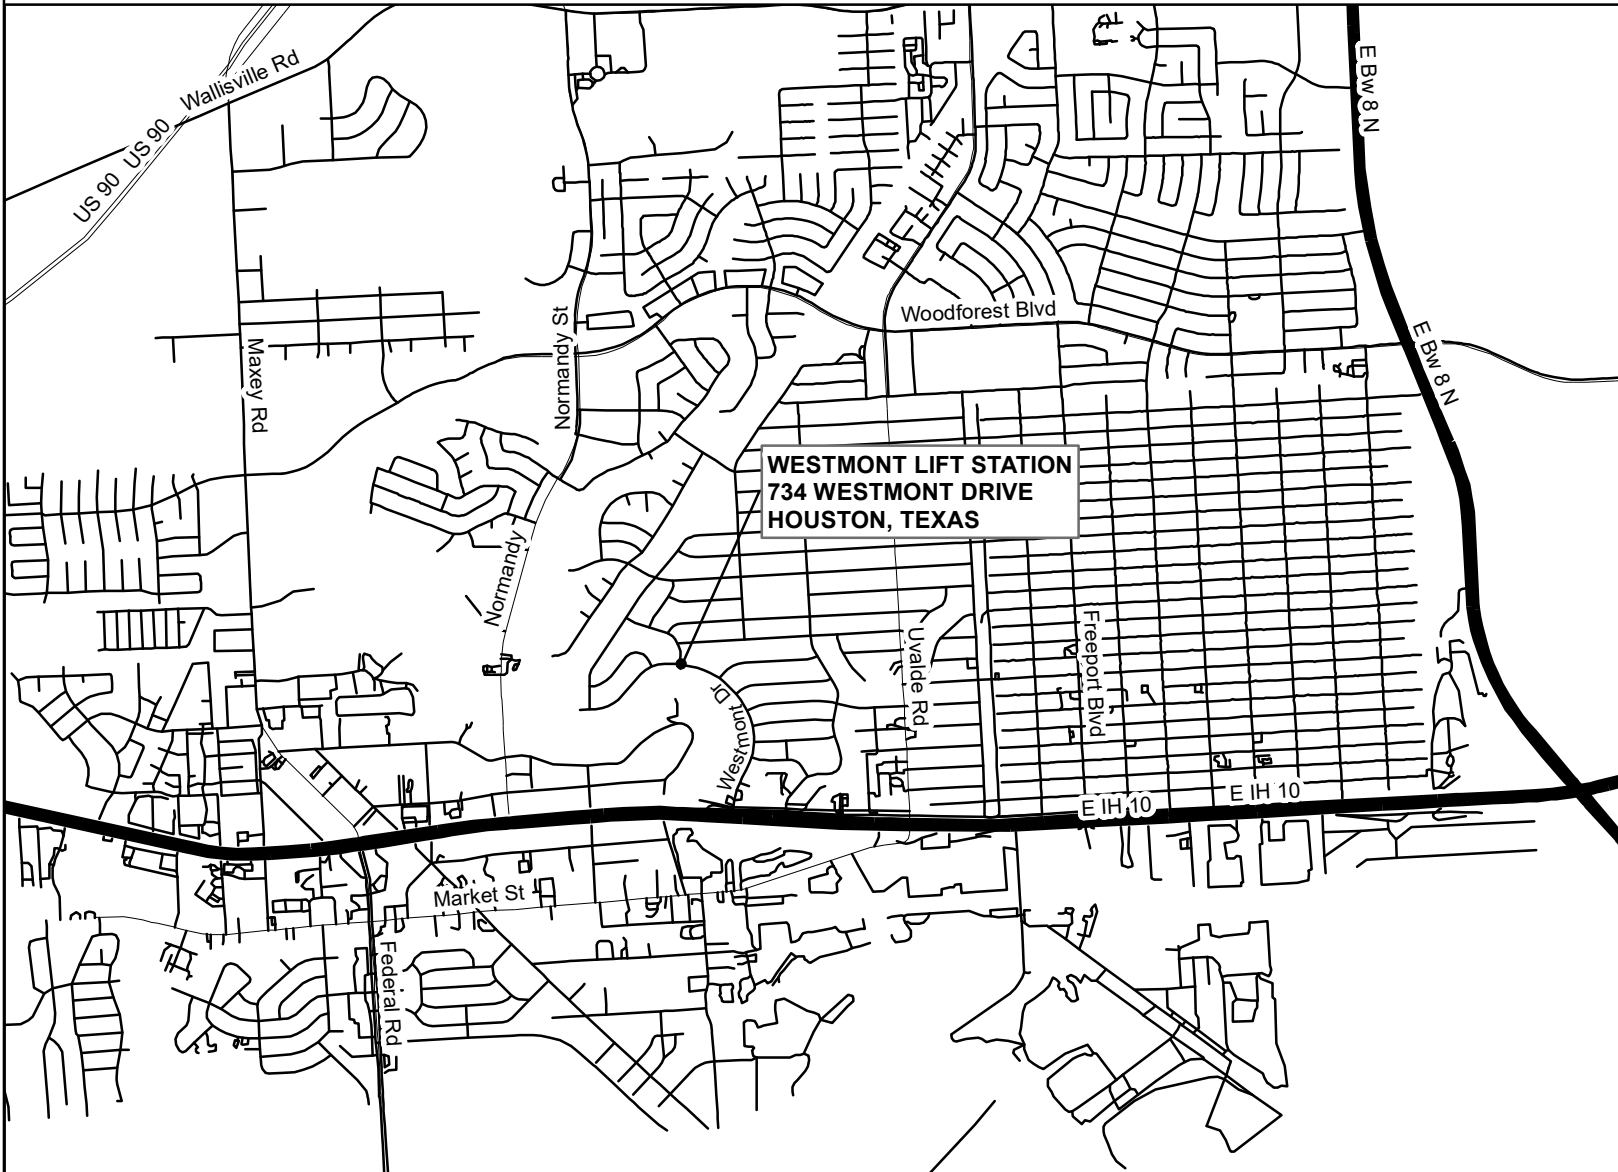 Wallisville Rd
US 90
US 90
E Bw 8 N
Woodforest Blvd
Normandy St
Maxey Rd
E Bw 8 N
WESTMONT LIFT STATION
734 WESTMONT DRIVE
HOUSTON, TEXAS
Normandy
Uvalde Rd
Freeport Blvd
Westmont Dr
E IH 10
E IH 10
Market St
Federal Rd